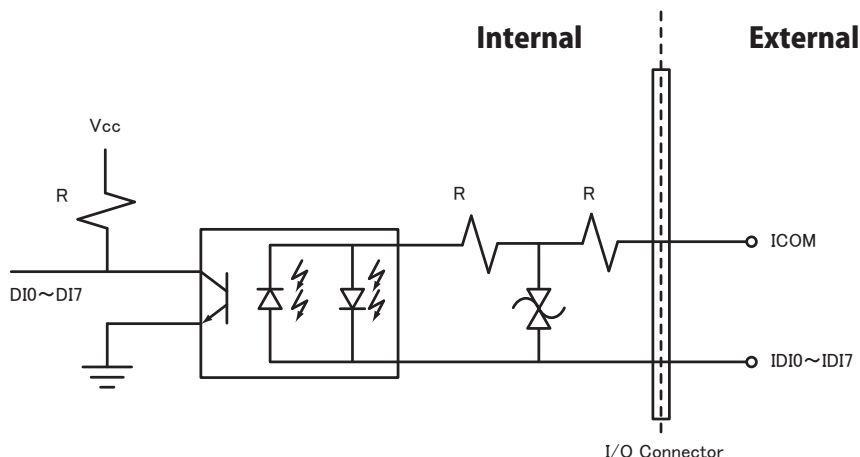 Internal
External
Vcc
R
R
R
ICOM
DI0～DI7
IDI0～IDI7
I/O Connector